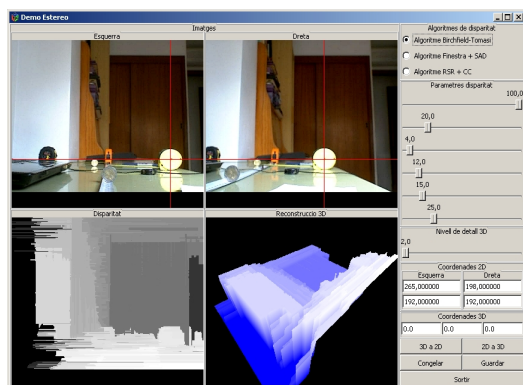 Demo Estereo
Imatges
Esquerra
Dreta
Disparitat
Reconstruccio 3D
Algoritmes de disparitat
Algoritme Birchfield-Tomasi
Algoritme Finestra + SAD
Algoritme RSR + CC
Parametres disparitat
100,0
20,0
4,0
12,0
15,0
25,0
Nivell de detall 3D
2,0
Coordenades 2D
Esquerra Dreta
265,000000 198,000000
192,000000 192,000000
Coordenades 3D
0.0 0.0 0.0
3D a 2D 2D a 3D
Congelar Guardar
Sortir